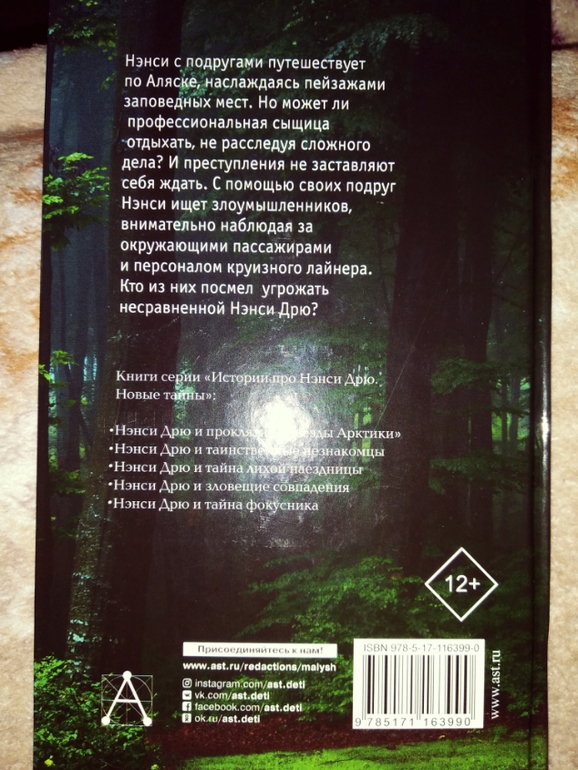 Нэнси с подругами путешествует
по Аляске, наслаждаясь пейзажами
заповедных мест. Но может ли
профессиональная сыщица
отдыхать, не расследуя сложного
дела? И преступления не заставляют
себя ждать. С помощью своих подруг
Нэнси ищет злоумышленников,
внимательно наблюдая за
окружающими пассажирами
и персоналом круизного лайнера.
Кто из них посмел угрожать
несравненной Нэнси Дрю?
Книги серии «Истории про Нэнси Дрю.
Новые тайны»:
•Нэнси Дрю и Арктики»
•Нэнси Дрю и таинственные незнакомцы
•Нэнси Дрю и тайна лихой наездницы
•Нэнси Дрю и зловещие совпадения
•Нэнси Дрю и тайна фокусника
12+
Присоединяйтесь к нам!
www.ast.ru/redactions/malysh
instagram.com/ast.deti
vk.com/ast.deti
facebook.com/ast.deti
ok.ru/ast.deti
ISBN 978-5-17-116399-0
9 785171 163990
www.ast.ru